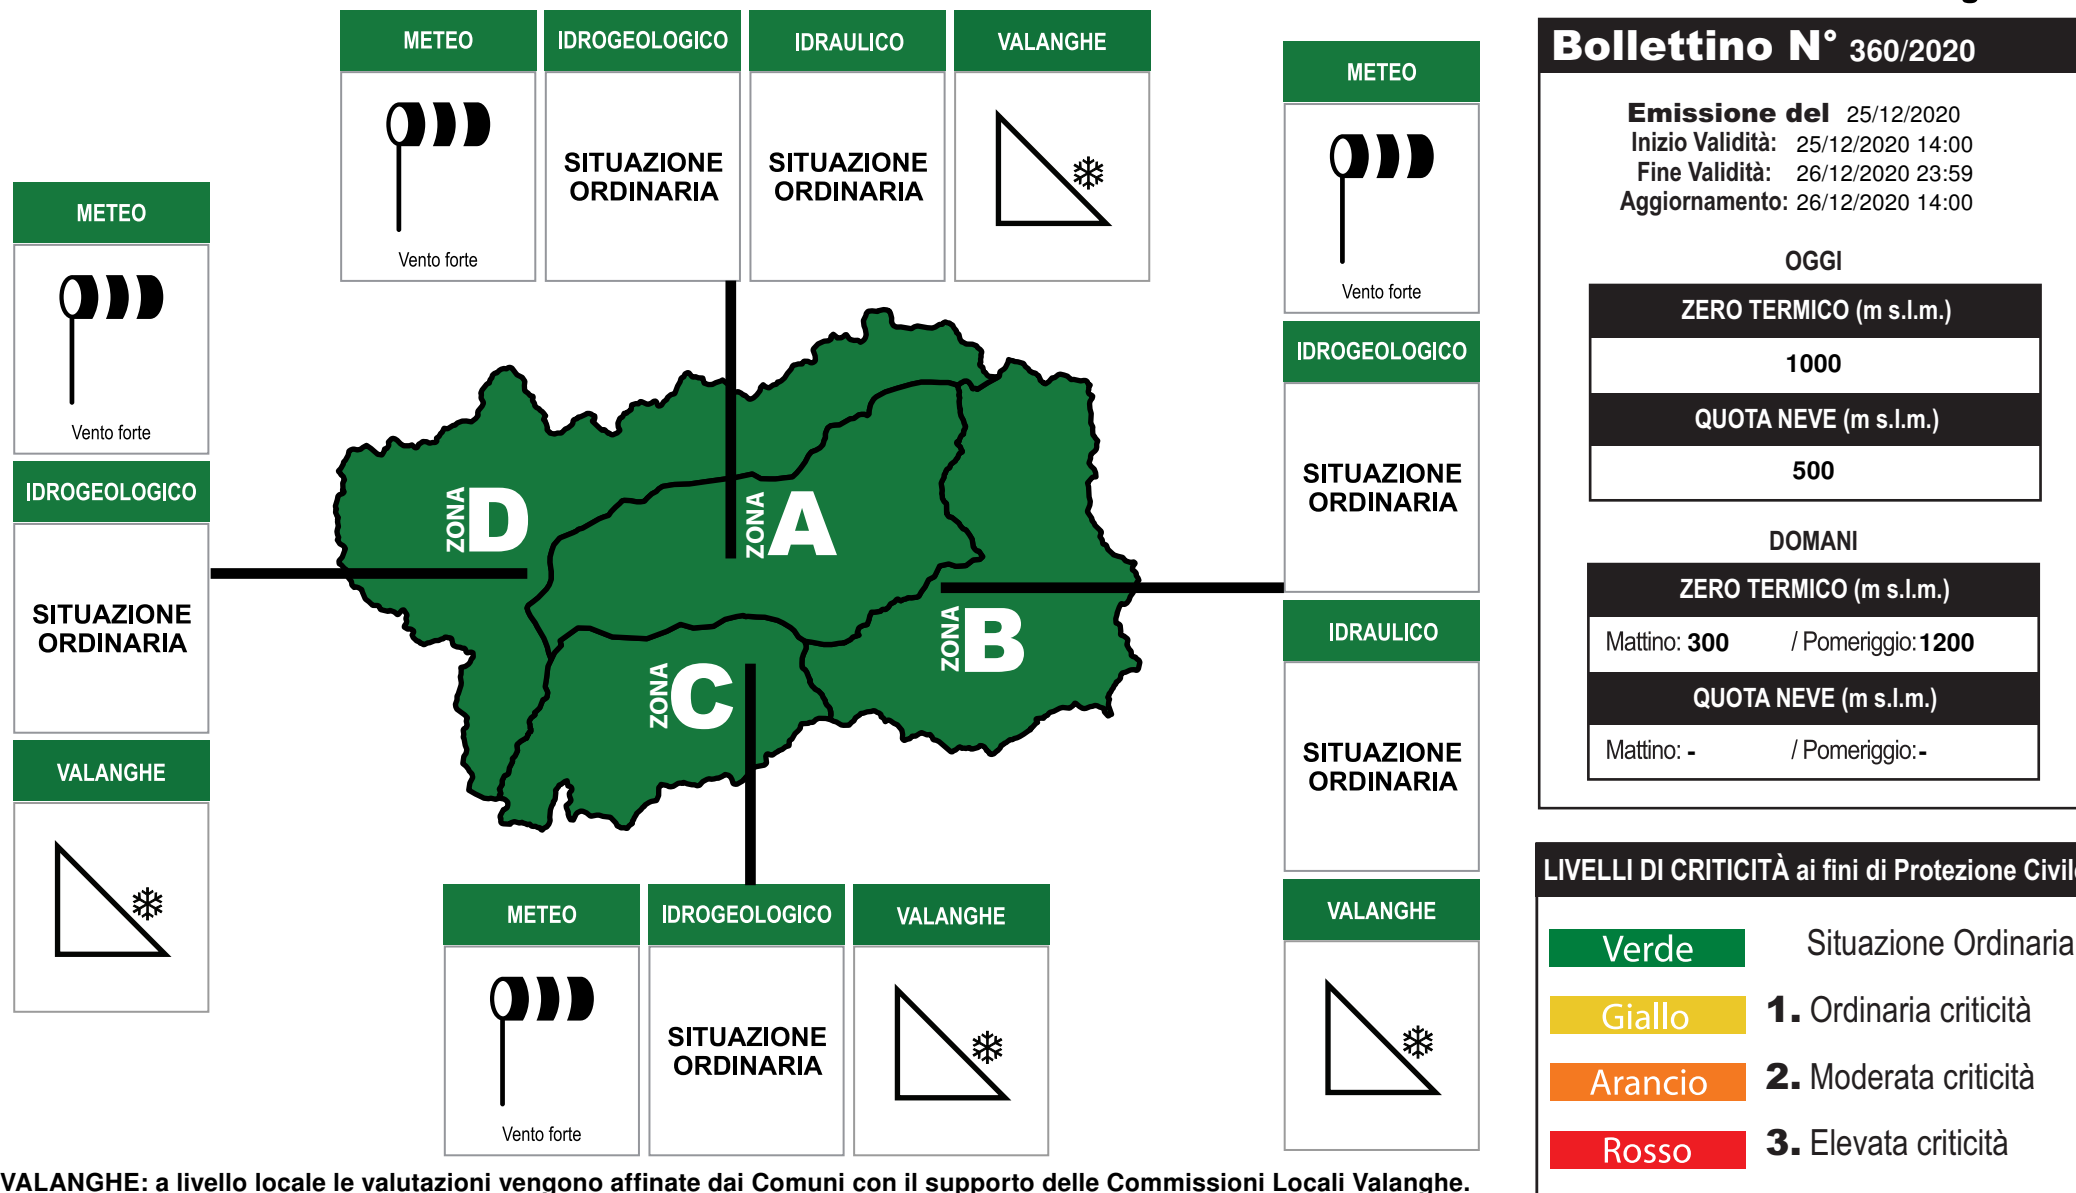 METEO
IDROGEOLOGICO
IDRAULICO
VALANGHE
Vento forte
SITUAZIONE
ORDINARIA
SITUAZIONE
ORDINARIA
METEO
Vento forte
IDROGEOLOGICO
SITUAZIONE
ORDINARIA
VALANGHE
METEO
Vento forte
IDROGEOLOGICO
SITUAZIONE
ORDINARIA
IDRAULICO
SITUAZIONE
ORDINARIA
VALANGHE
ZONA D
ZONA A
ZONA B
ZONA C
METEO
IDROGEOLOGICO
VALANGHE
Vento forte
SITUAZIONE
ORDINARIA
Bollettino N° 360/2020
Emissione del 25/12/2020
Inizio Validità: 25/12/2020 14:00
Fine Validità: 26/12/2020 23:59
Aggiornamento: 26/12/2020 14:00
OGGI
ZERO TERMICO (m s.l.m.)
1000
QUOTA NEVE (m s.l.m.)
500
DOMANI
ZERO TERMICO (m s.l.m.)
Mattino: 300 / Pomeriggio: 1200
QUOTA NEVE (m s.l.m.)
Mattino: - / Pomeriggio: -
LIVELLI DI CRITICITÀ ai fini di Protezione Civile
Verde Situazione Ordinaria
Giallo 1. Ordinaria criticità
Arancio 2. Moderata criticità
Rosso 3. Elevata criticità
VALANGHE: a livello locale le valutazioni vengono affinate dai Comuni con il supporto delle Commissioni Locali Valanghe.